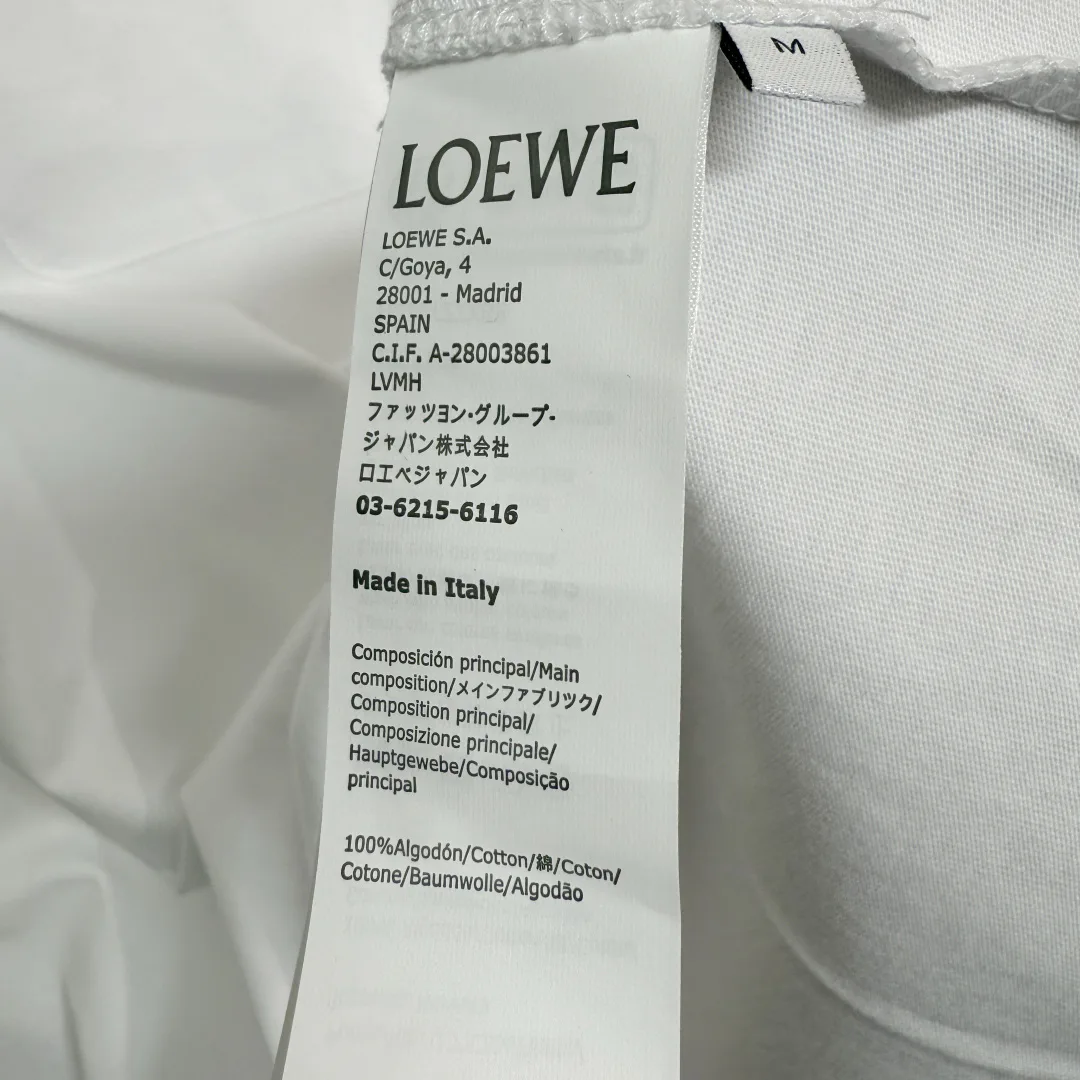 M
LOEWE
LOEWE S.A.
C/Goya, 4
28001 - Madrid
SPAIN
C.I.F. A-28003861
LVMH
ファッツヨン･グループ-
ジャパン株式会社
ロエベジャパン
03-6215-6116
Made in Italy
Composición principal/Main
composition/メインファブリツク/
Composition principal/
Composizione principale/
Hauptgewebe/Composição
principal
100%Algodón/Cotton/綿/Coton/
Cotone/Baumwolle/Algodão